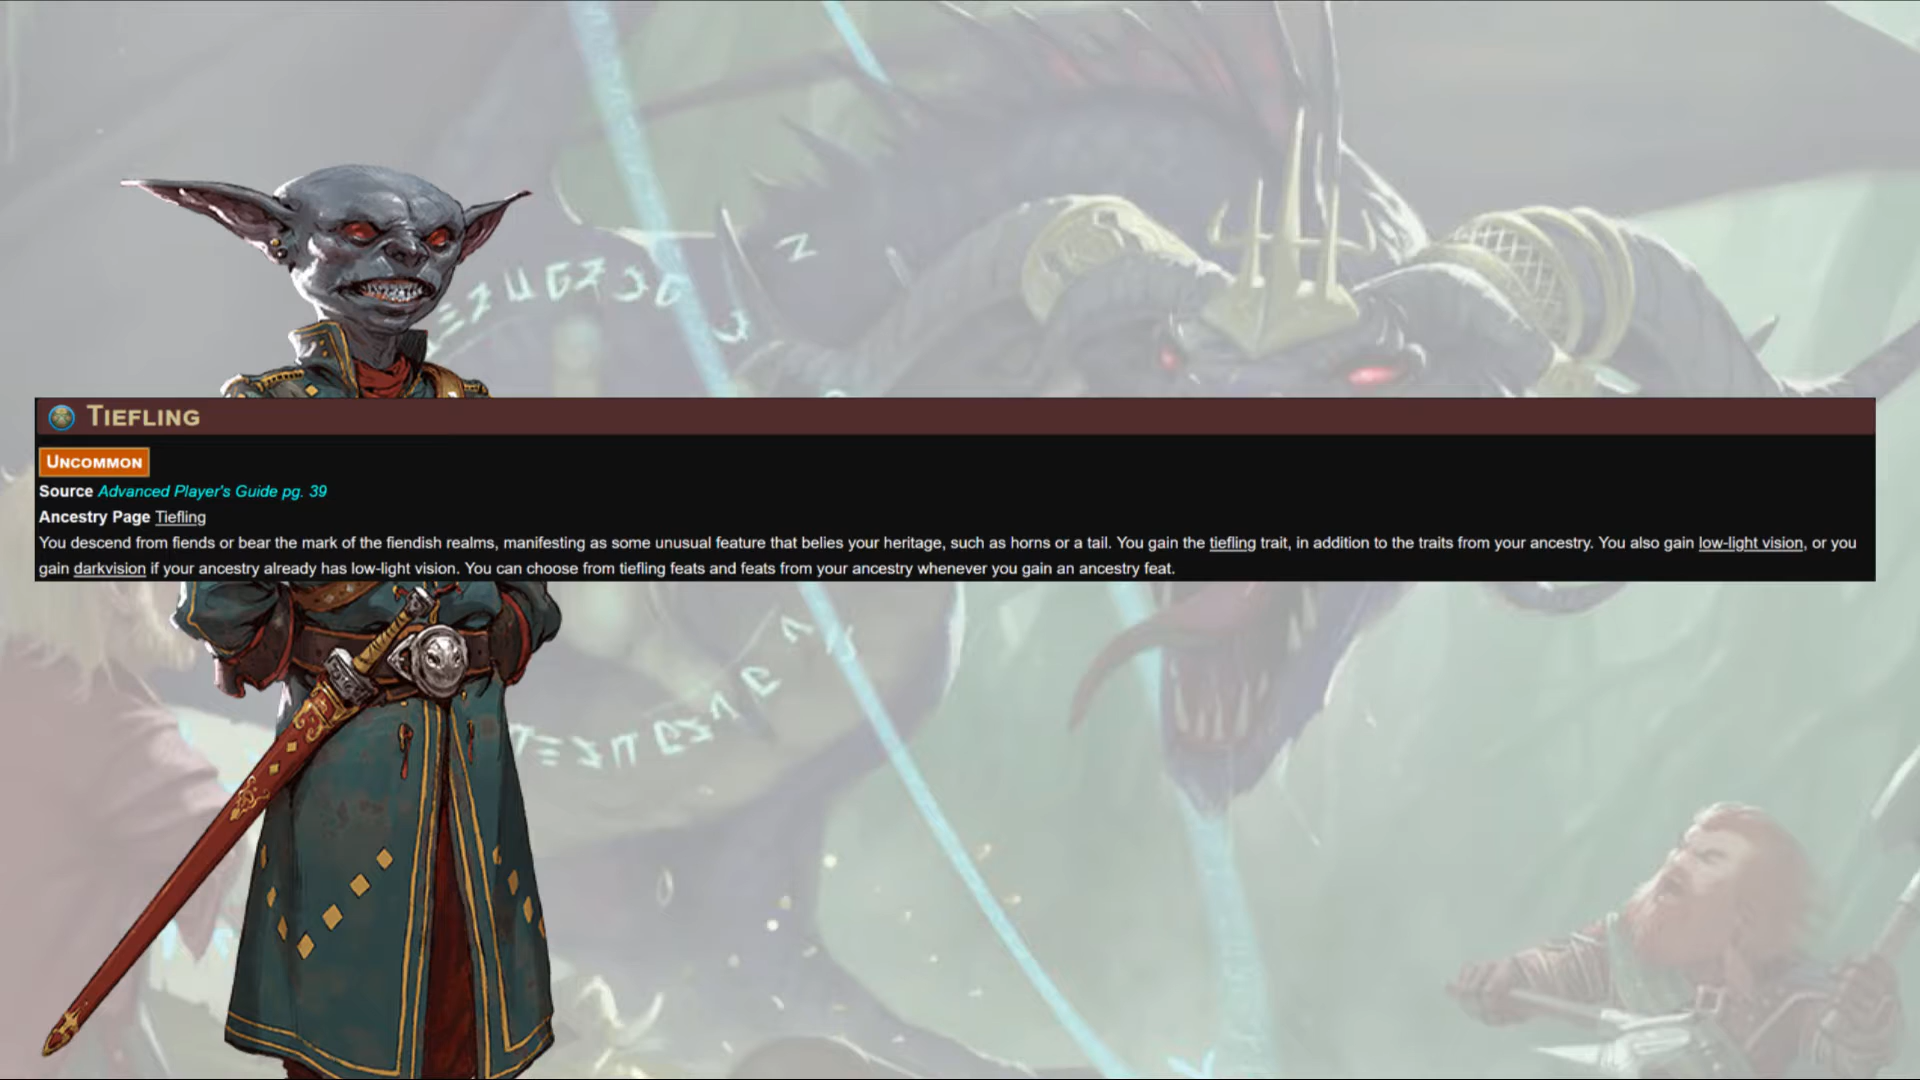 TIEFLING
UNCOMMON
Source Advanced Player's Guide pg. 39
Ancestry Page Tiefling
You descend from fiends or bear the mark of the fiendish realms, manifesting as some unusual feature that belies your heritage, such as horns or a tail. You gain the tiefling trait, in addition to the traits from your ancestry. You also gain low-light vision, or you
gain darkvision if your ancestry already has low-light vision. You can choose from tiefling feats and feats from your ancestry whenever you gain an ancestry feat.